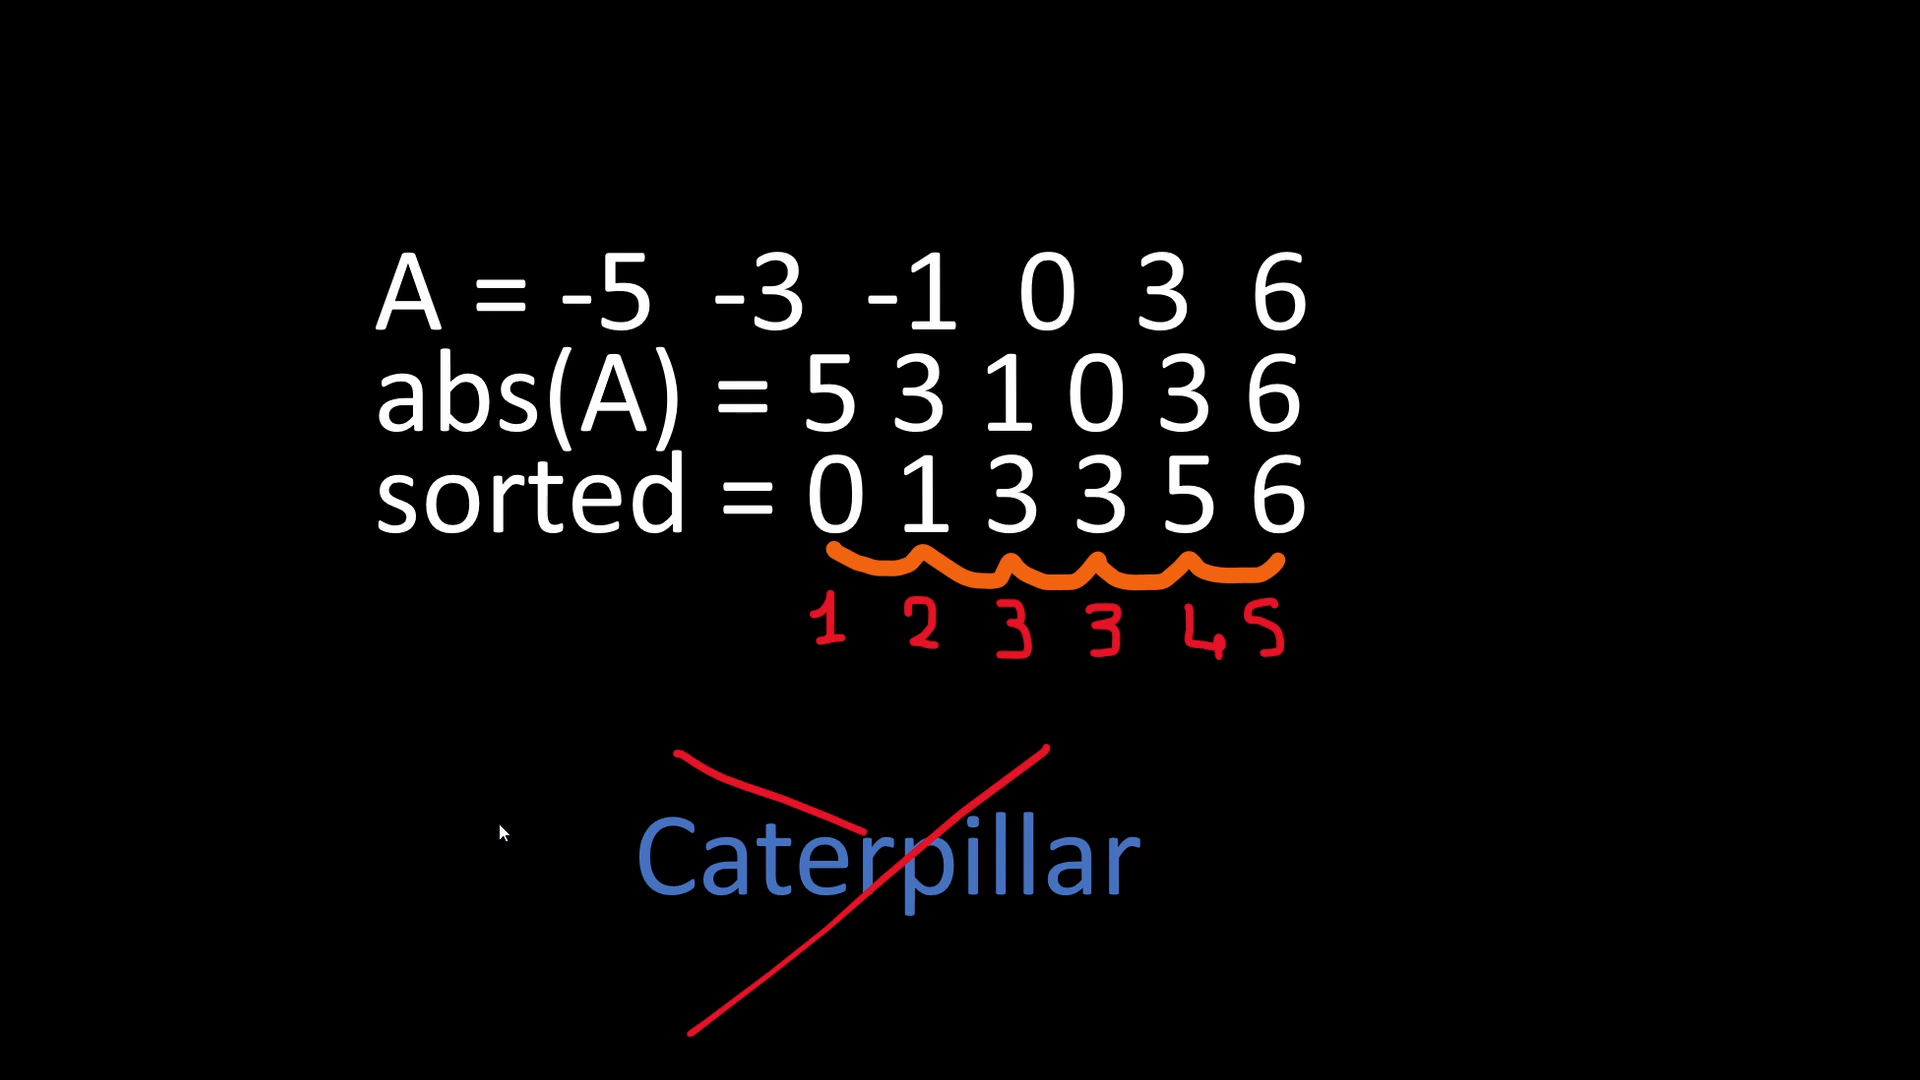 A = -5 -3 -1 0 3 6
abs(A) = 5 3 1 0 3 6
sorted = 0 1 3 3 5 6
1 2 3 3 4 5
Caterpillar